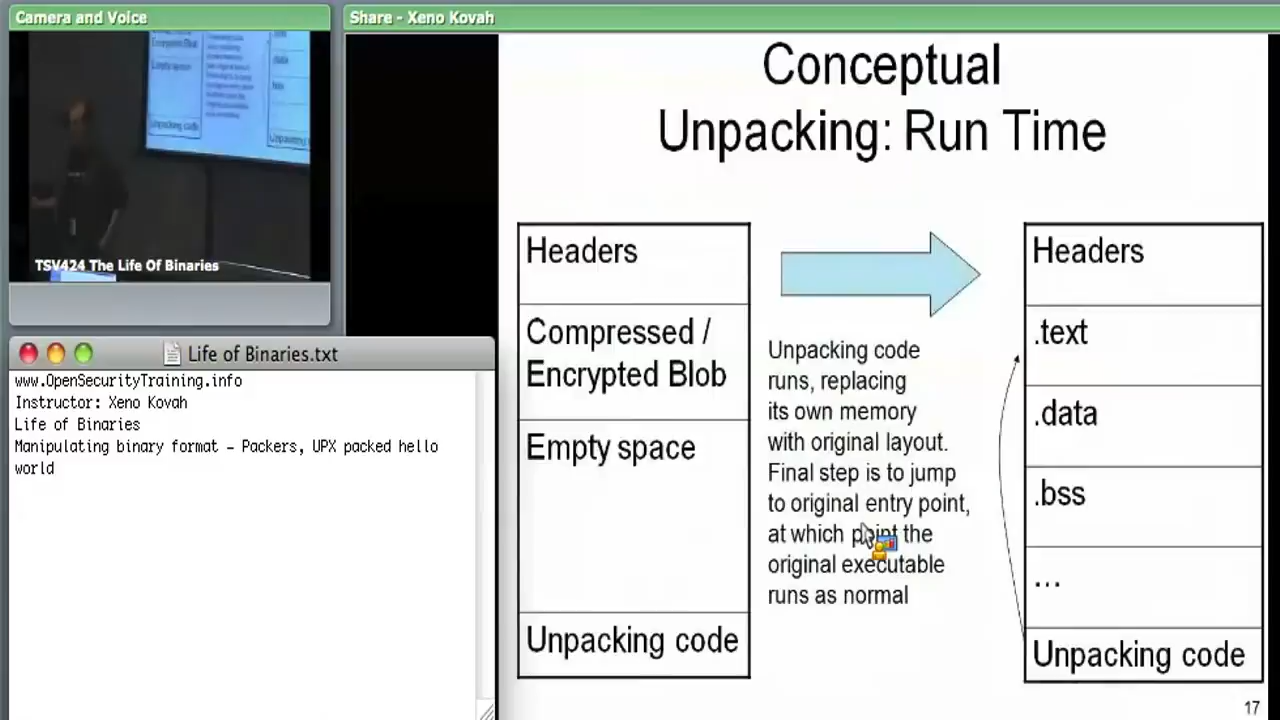 Camera and Voice
Share - Xeno Kovah
TSV424 The Life Of Binaries
Life of Binaries.txt
www.OpenSecurityTraining.info
Instructor: Xeno Kovah
Life of Binaries
Manipulating binary format - Packers, UPX packed hello
world
Conceptual
Unpacking: Run Time
Headers
Compressed /
Encrypted Blob
Empty space
Unpacking code
Unpacking code
runs, replacing
its own memory
with original layout.
Final step is to jump
to original entry point,
at which point the
original executable
runs as normal
Headers
.text
.data
.bss
...
Unpacking code
17